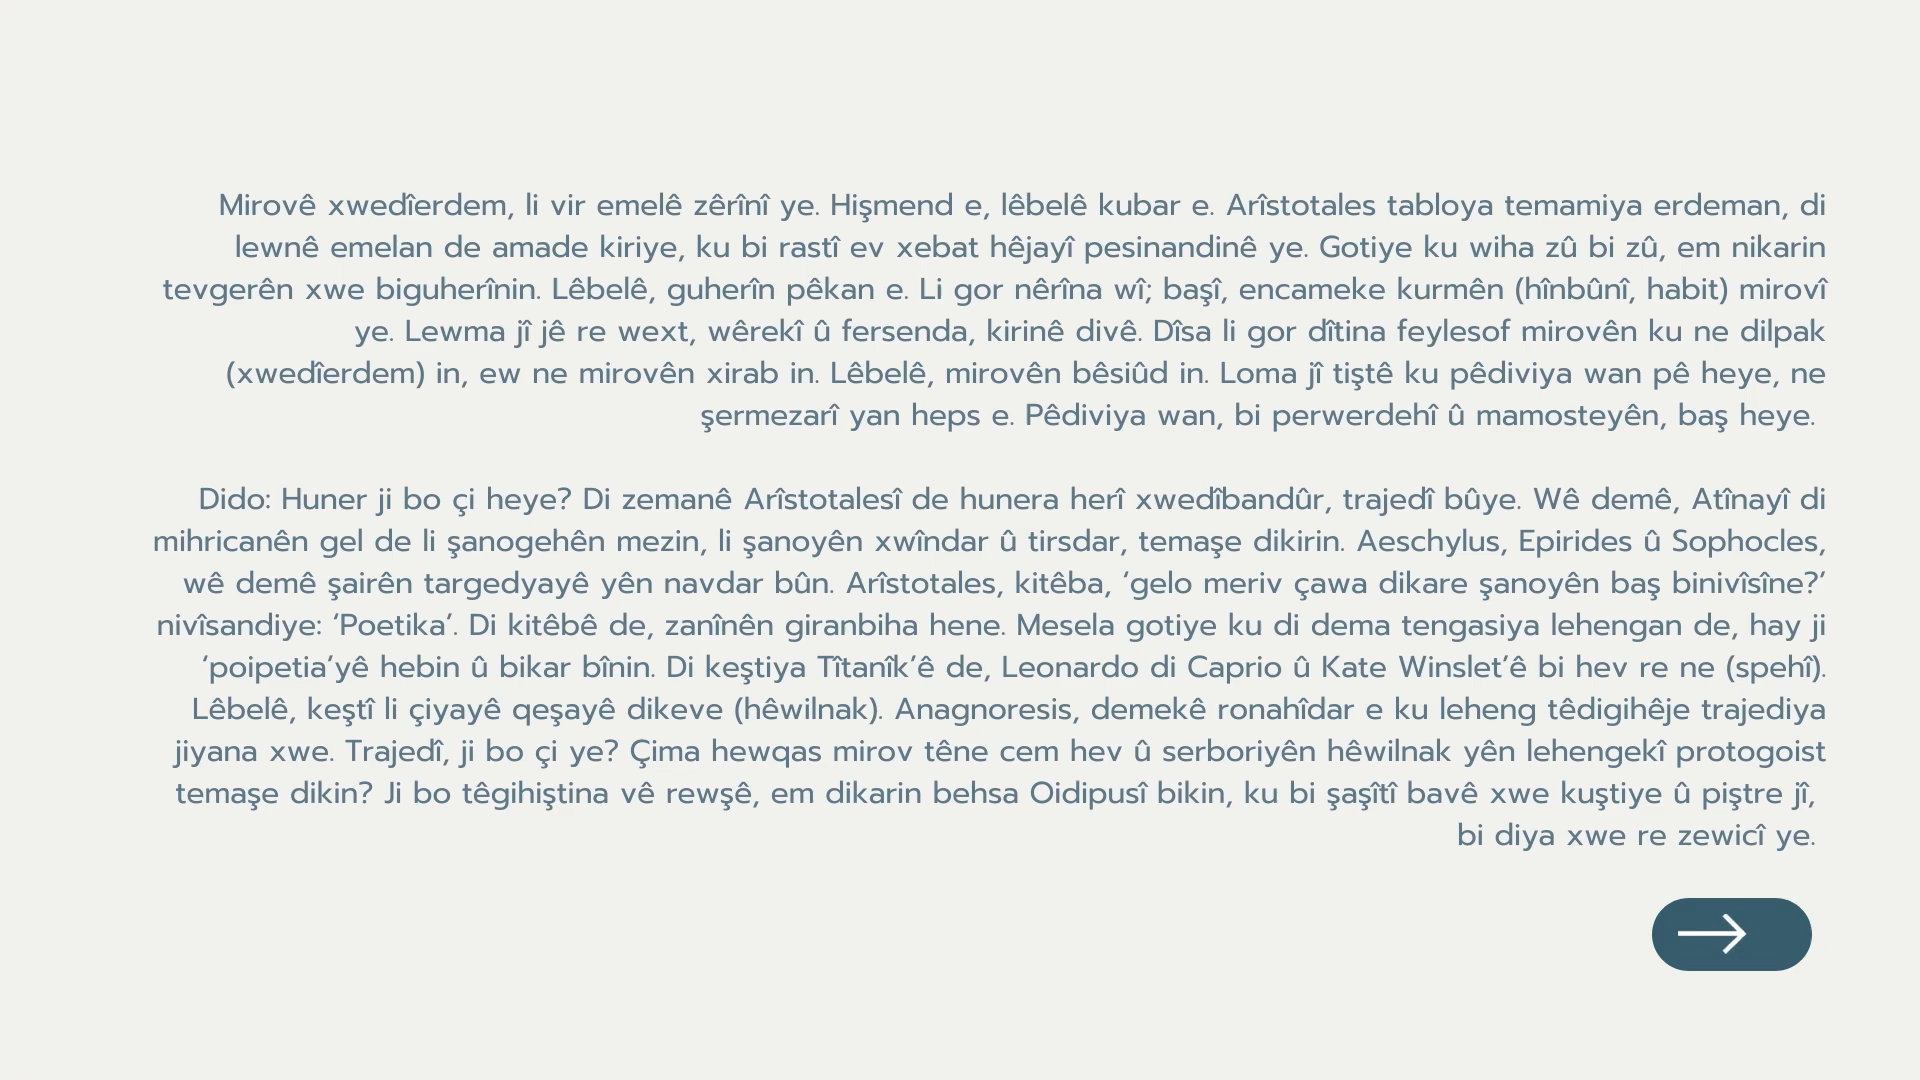 Mirovê xwedîerdem, li vir emelê zêrînî ye. Hişmend e, lêbelê kubar e. Arîstotales tabloya temamiya erdeman, di
lewnê emelan de amade kiriye, ku bi rastî ev xebat hêjayî pesinandinê ye. Gotiye ku wiha zû bi zû, em nikarin
tevgerên xwe biguherînin. Lêbelê, guherîn pêkan e. Li gor nêrîna wî; başî, encameke kurmên (hînbûnî, habit) mirovî
ye. Lewma jî jê re wext, wêrekî û fersenda, kirinê divê. Dîsa li gor dîtina feylesof mirovên ku ne dilpak
(xwedîerdem) in, ew ne mirovên xirab in. Lêbelê, mirovên bêsiûd in. Loma jî tiştê ku pêdiviya wan pê heye, ne
şermezarî yan heps e. Pêdiviya wan, bi perwerdehî û mamosteyên, baş heye.
Dido: Huner ji bo çi heye? Di zemanê Arîstotalesî de hunera herî xwedîbandûr, trajedî bûye. Wê demê, Atînayî di
mihricanên gel de li şanogehên mezin, li şanoyên xwîndar û tirsdar, temaşe dikirin. Aeschylus, Epirides û Sophocles,
wê demê şairên targedyayê yên navdar bûn. Arîstotales, kitêba, ‘gelo meriv çawa dikare şanoyên baş binivîsîne?’
nivîsandiye: ‘Poetika’. Di kitêbê de, zanînên giranbiha hene. Mesela gotiye ku di dema tengasiya lehengan de, hay ji
‘poipetia’yê hebin û bikar bînin. Di keştiya Tîtanîk’ê de, Leonardo di Caprio û Kate Winslet’ê bi hev re ne (spehî).
Lêbelê, keştî li çiyayê qeşayê dikeve (hêwilnak). Anagnoresis, demekê ronahîdar e ku leheng têdigihêje trajediya
jiyana xwe. Trajedî, ji bo çi ye? Çima hewqas mirov têne cem hev û serboriyên hêwilnak yên lehengekî protogoist
temaşe dikin? Ji bo têgihiştina vê rewşê, em dikarin behsa Oidipusî bikin, ku bi şaşîtî bavê xwe kuştiye û piştre jî,
bi diya xwe re zewicî ye.